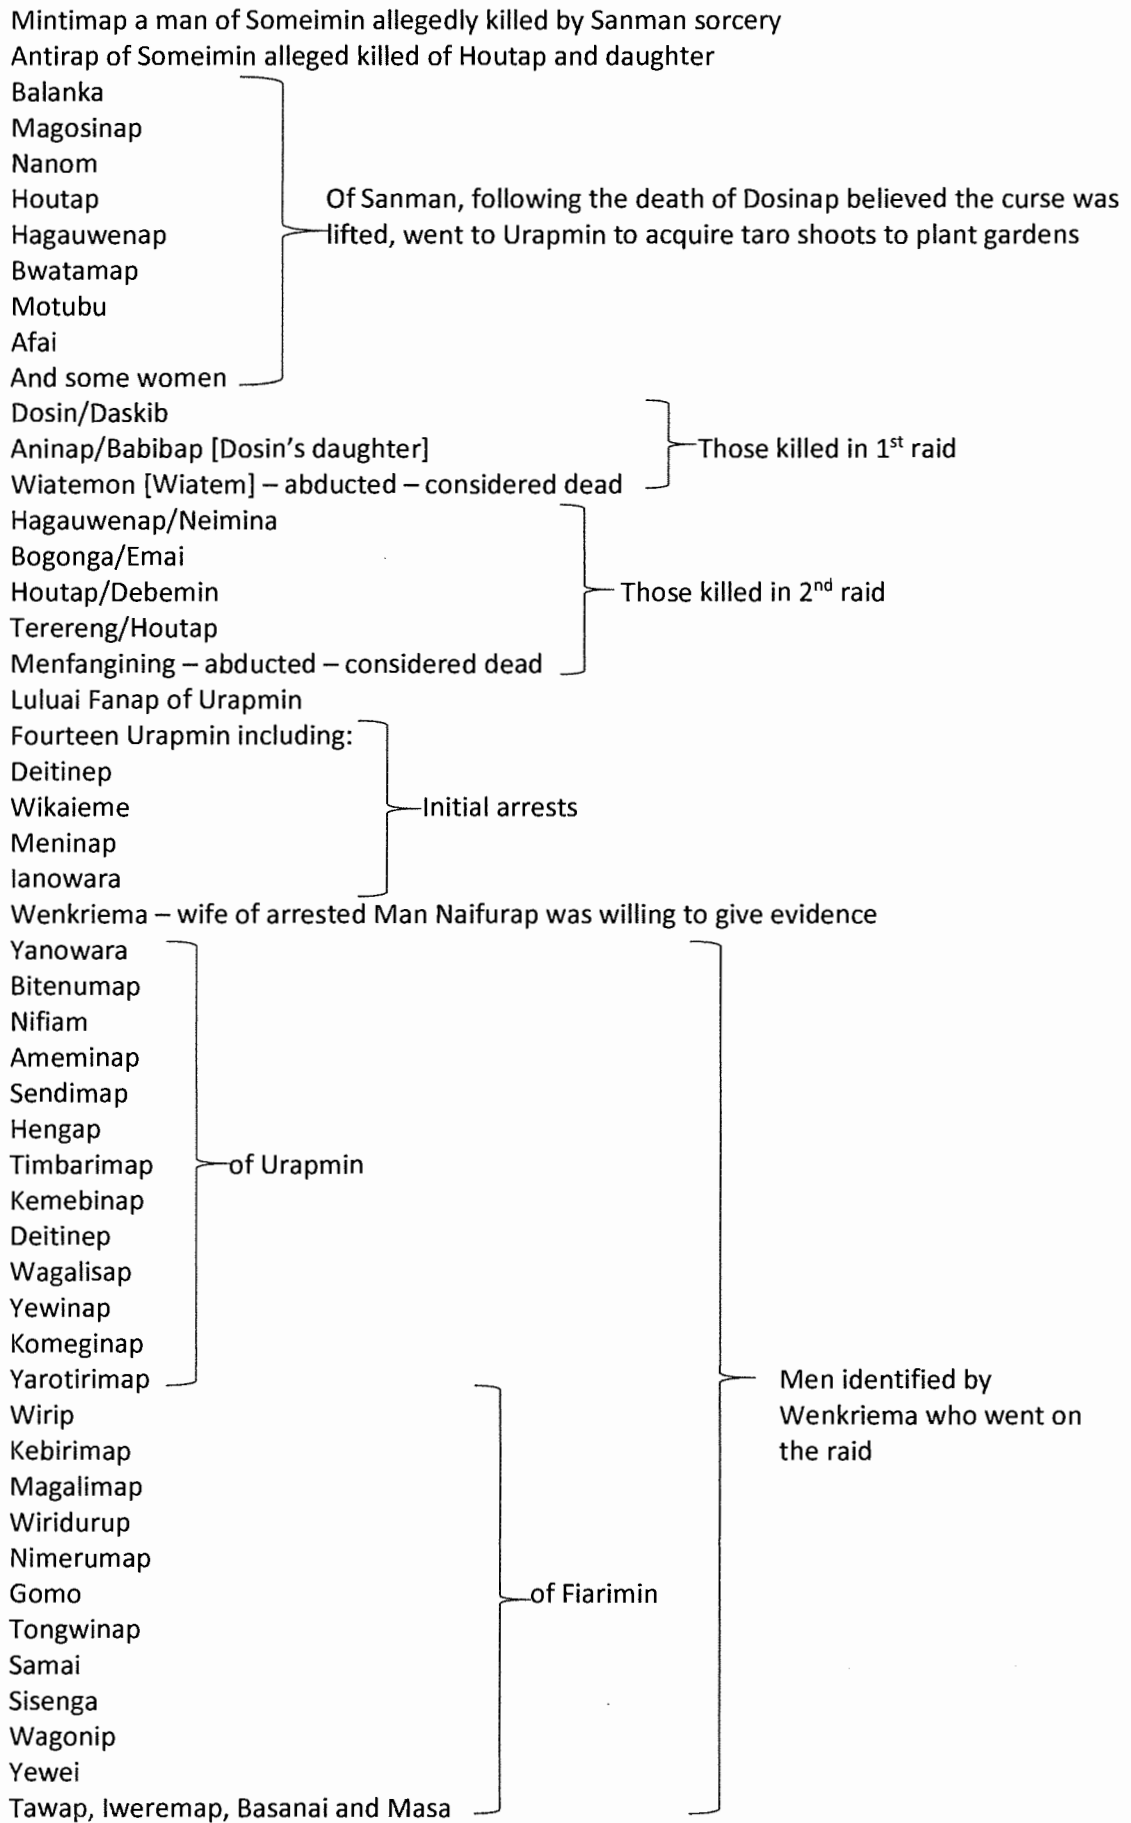 Mintimap a man of Someimin allegedly killed by Sanman sorcery
Antirap of Someimin alleged killed of Houtap and daughter
Balanka
Magosinap
Nanom
Houtap
Hagauwenap
Bwatamap
Motubu
Afai
And some women
Of Sanman, following the death of Dosinap believed the curse was
lifted, went to Urapmin to acquire taro shoots to plant gardens
Dosin/Daskib
Aninap/Babibap [Dosin's daughter]
Wiatemon [Wiatem] – abducted – considered dead
Those killed in 1st raid
Hagauwenap/Neimina
Bogonga/Emai
Houtap/Debemin
Terereng/Houtap
Menfangining – abducted – considered dead
Those killed in 2nd raid
Luluai Fanap of Urapmin
Fourteen Urapmin including:
Deitinep
Wikaieme
Meninap
Ianowara
Initial arrests
Wenkriema – wife of arrested Man Naifurap was willing to give evidence
Yanowara
Bitenumap
Nifiam
Ameminap
Sendimap
Hengap
Timbarimap
Kemebinap
Deitinep
Wagalisap
Yewinap
Komeginap
Yarotirimap
of Urapmin
Wirip
Kebirimap
Magalimap
Wiridurup
Nimerumap
Gomo
Tongwinap
Samai
Sisenga
Wagonip
Yewei
Tawap, Iweremap, Basanai and Masa
of Fiarimin
Men identified by
Wenkriema who went on
the raid